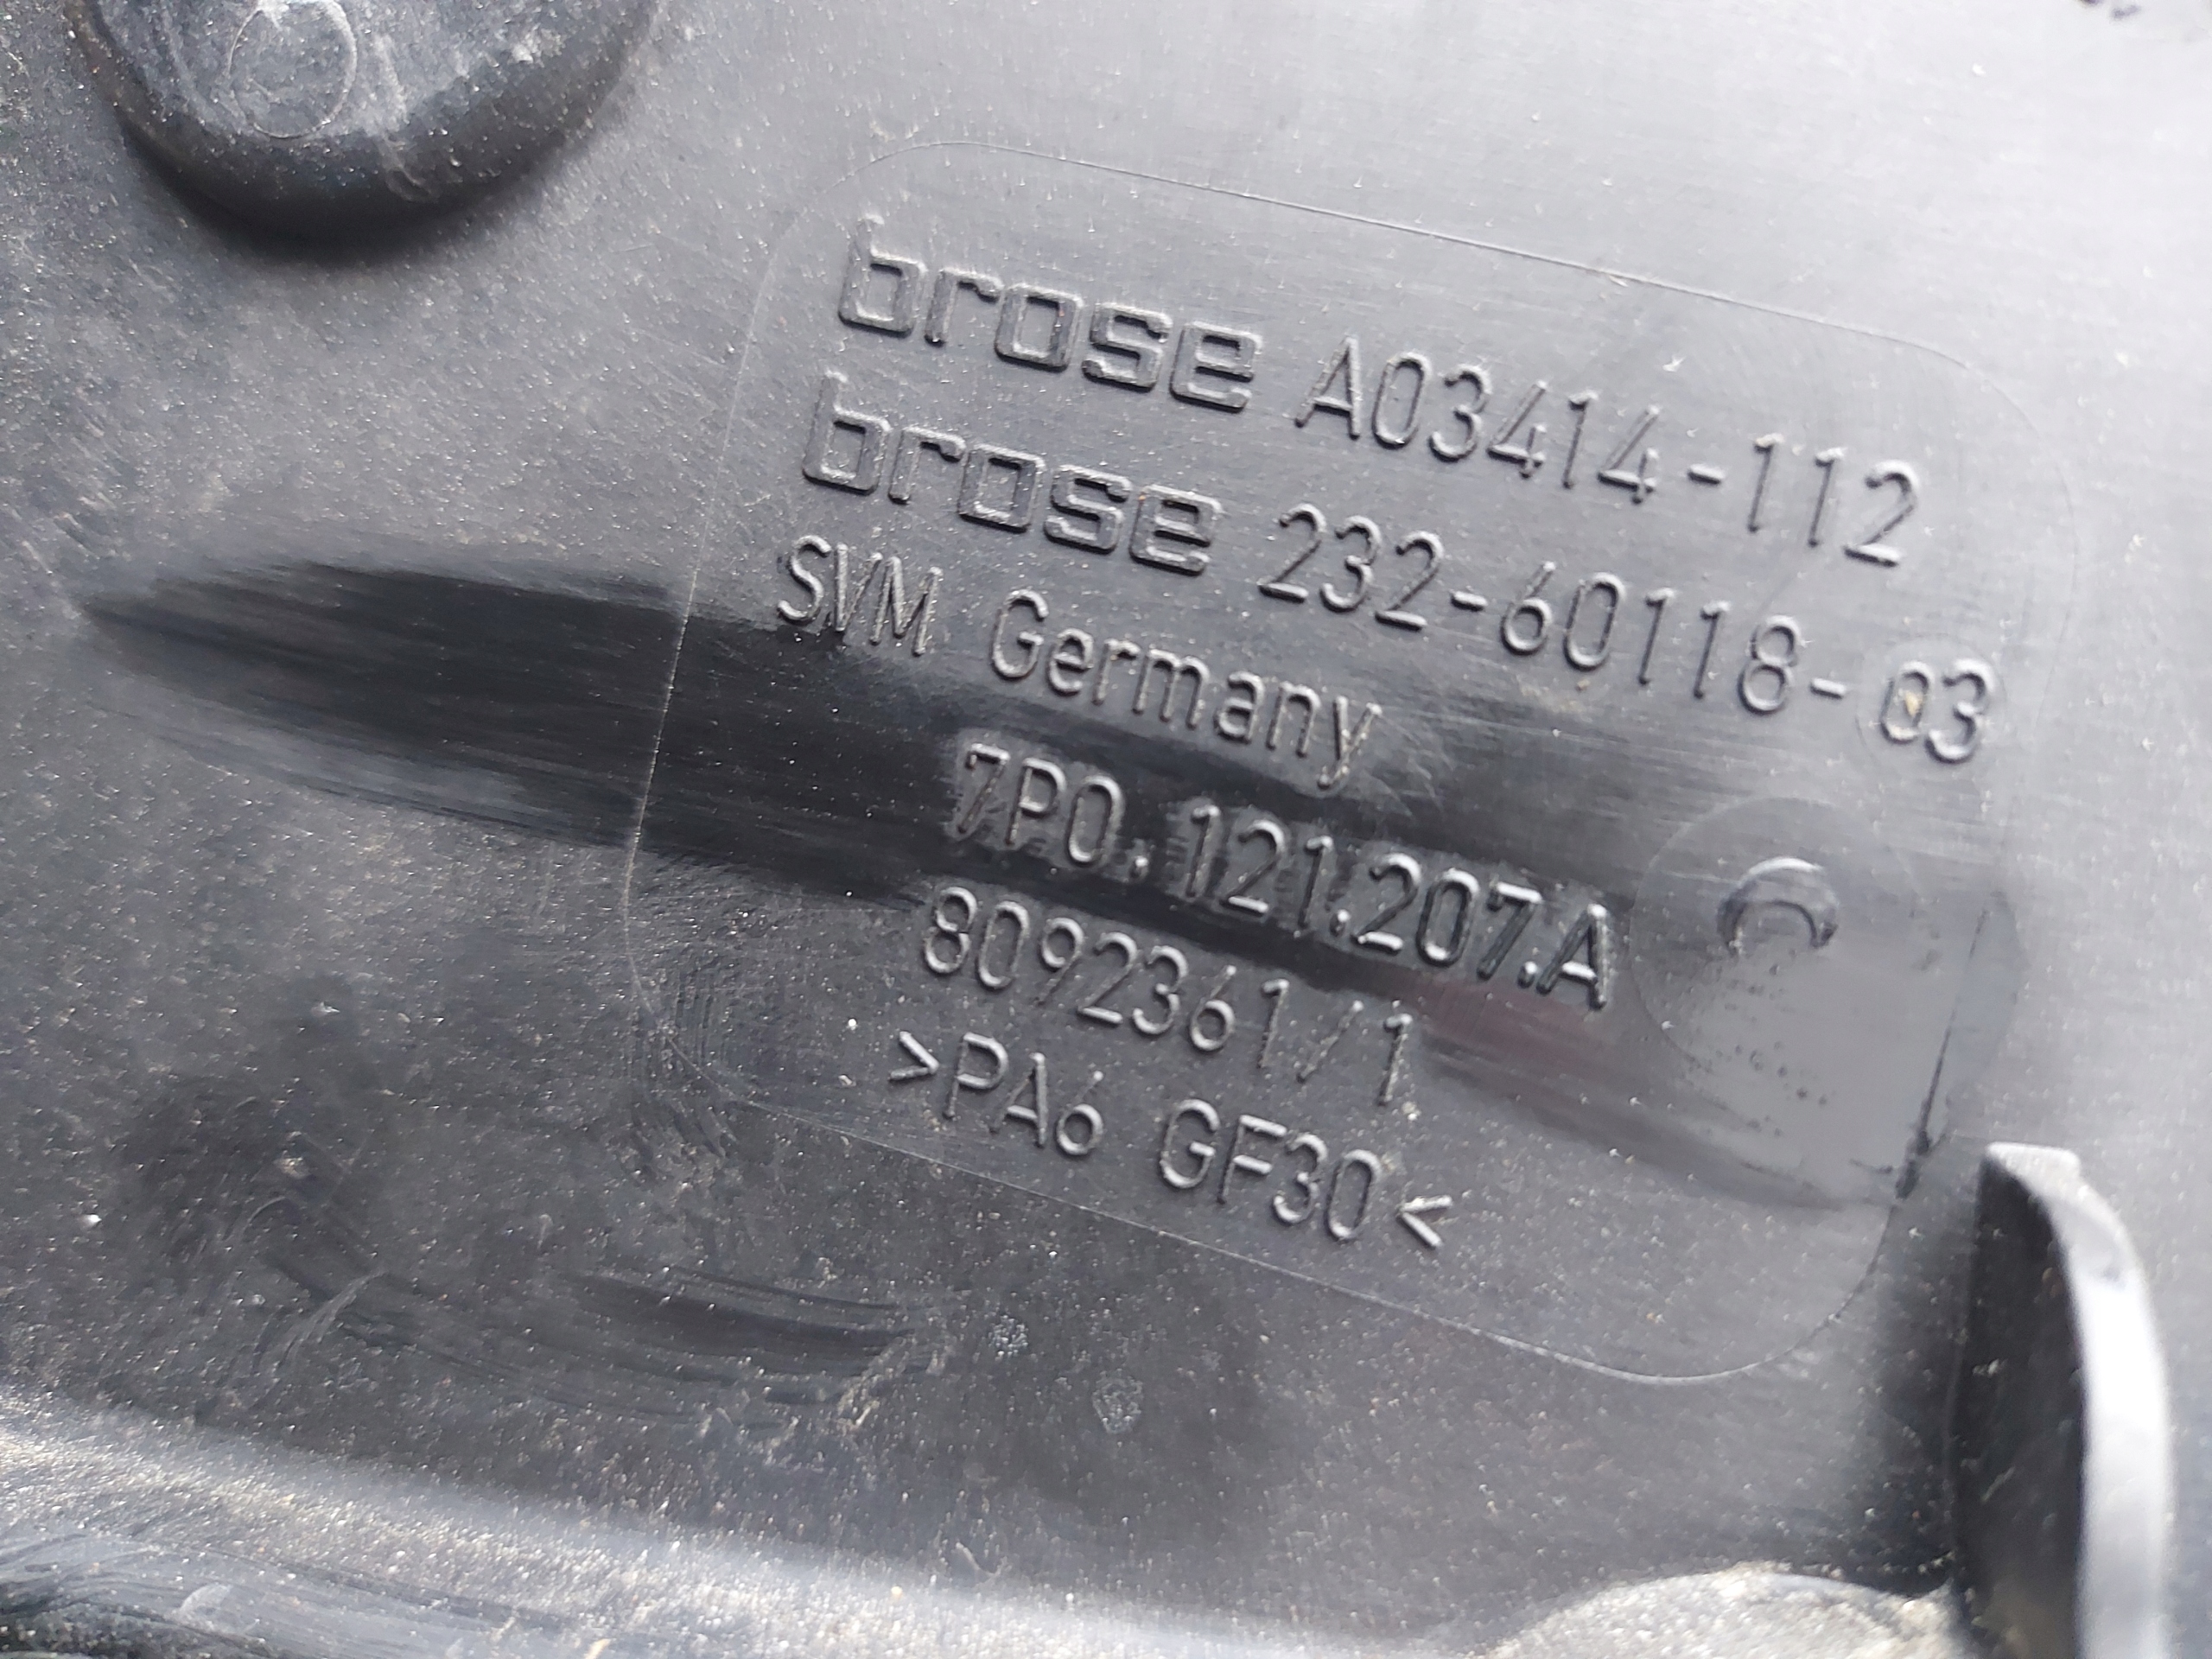 brose A03414-112
brose 232-60118-03
SVM Germany
7P0.121.207.A
8092361/1
>PA6 GF30<